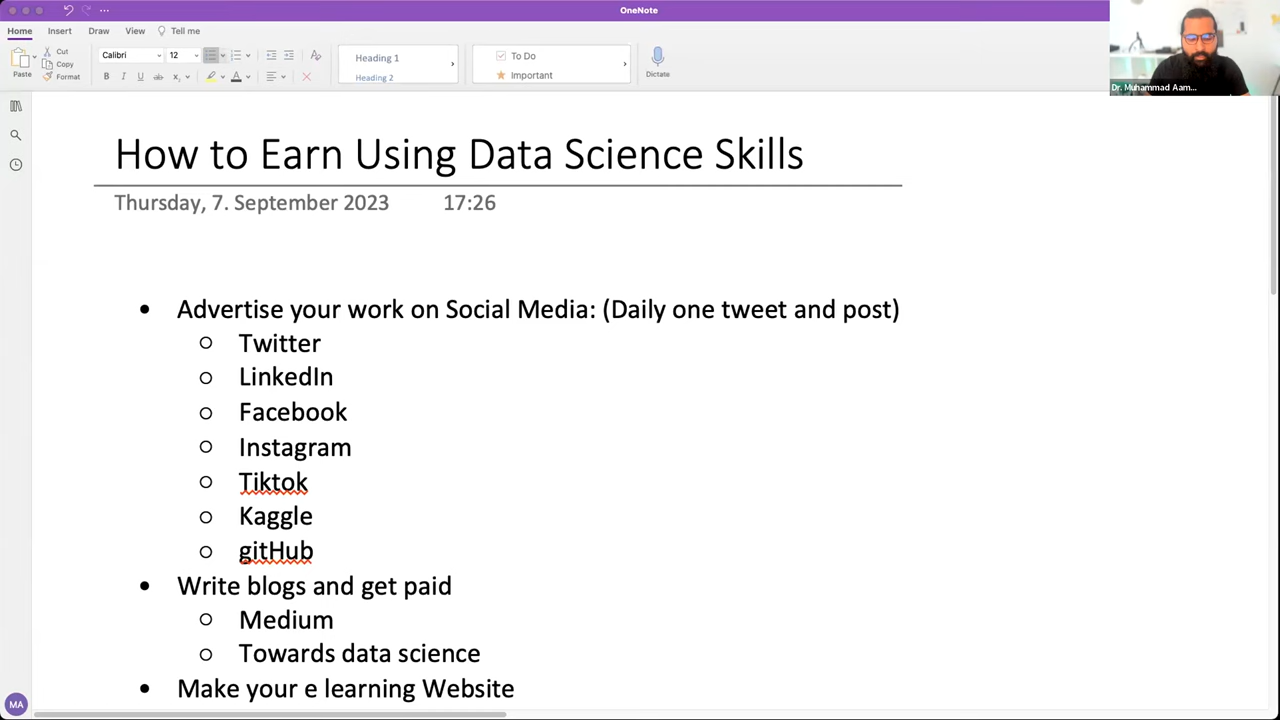 OneNote
Home Insert Draw View Tell me
Paste
Cut
Copy
Format
Calibri 12
B I U ab x
A
Heading 1
Heading 2
To Do
Important
Dictate
Dr. Muhammad Aam...
How to Earn Using Data Science Skills
Thursday, 7. September 2023 17:26
• Advertise your work on Social Media: (Daily one tweet and post)
○ Twitter
○ LinkedIn
○ Facebook
○ Instagram
○ Tiktok
○ Kaggle
○ gitHub
• Write blogs and get paid
○ Medium
○ Towards data science
• Make your e learning Website
MA